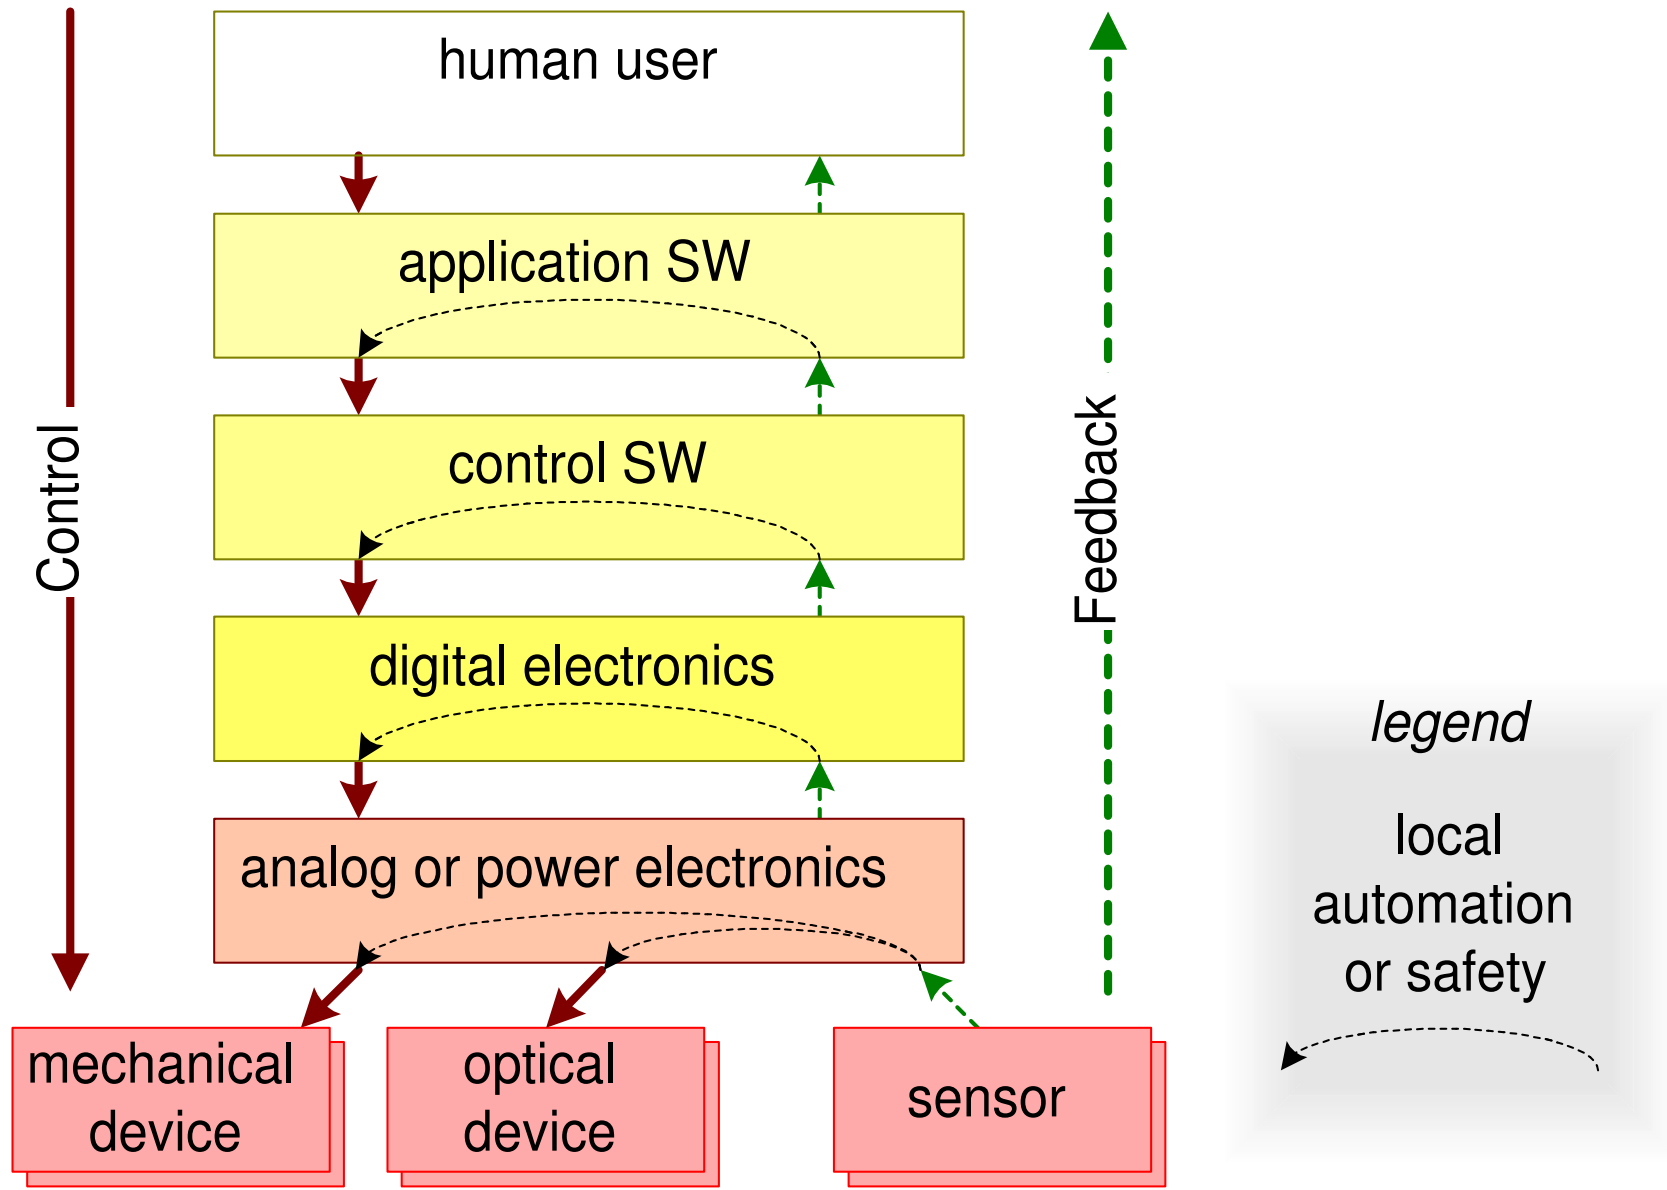 human user
application SW
control SW
digital electronics
analog or power electronics
mechanical
device
optical
device
sensor
Control
Feedback
legend
local
automation
or safety